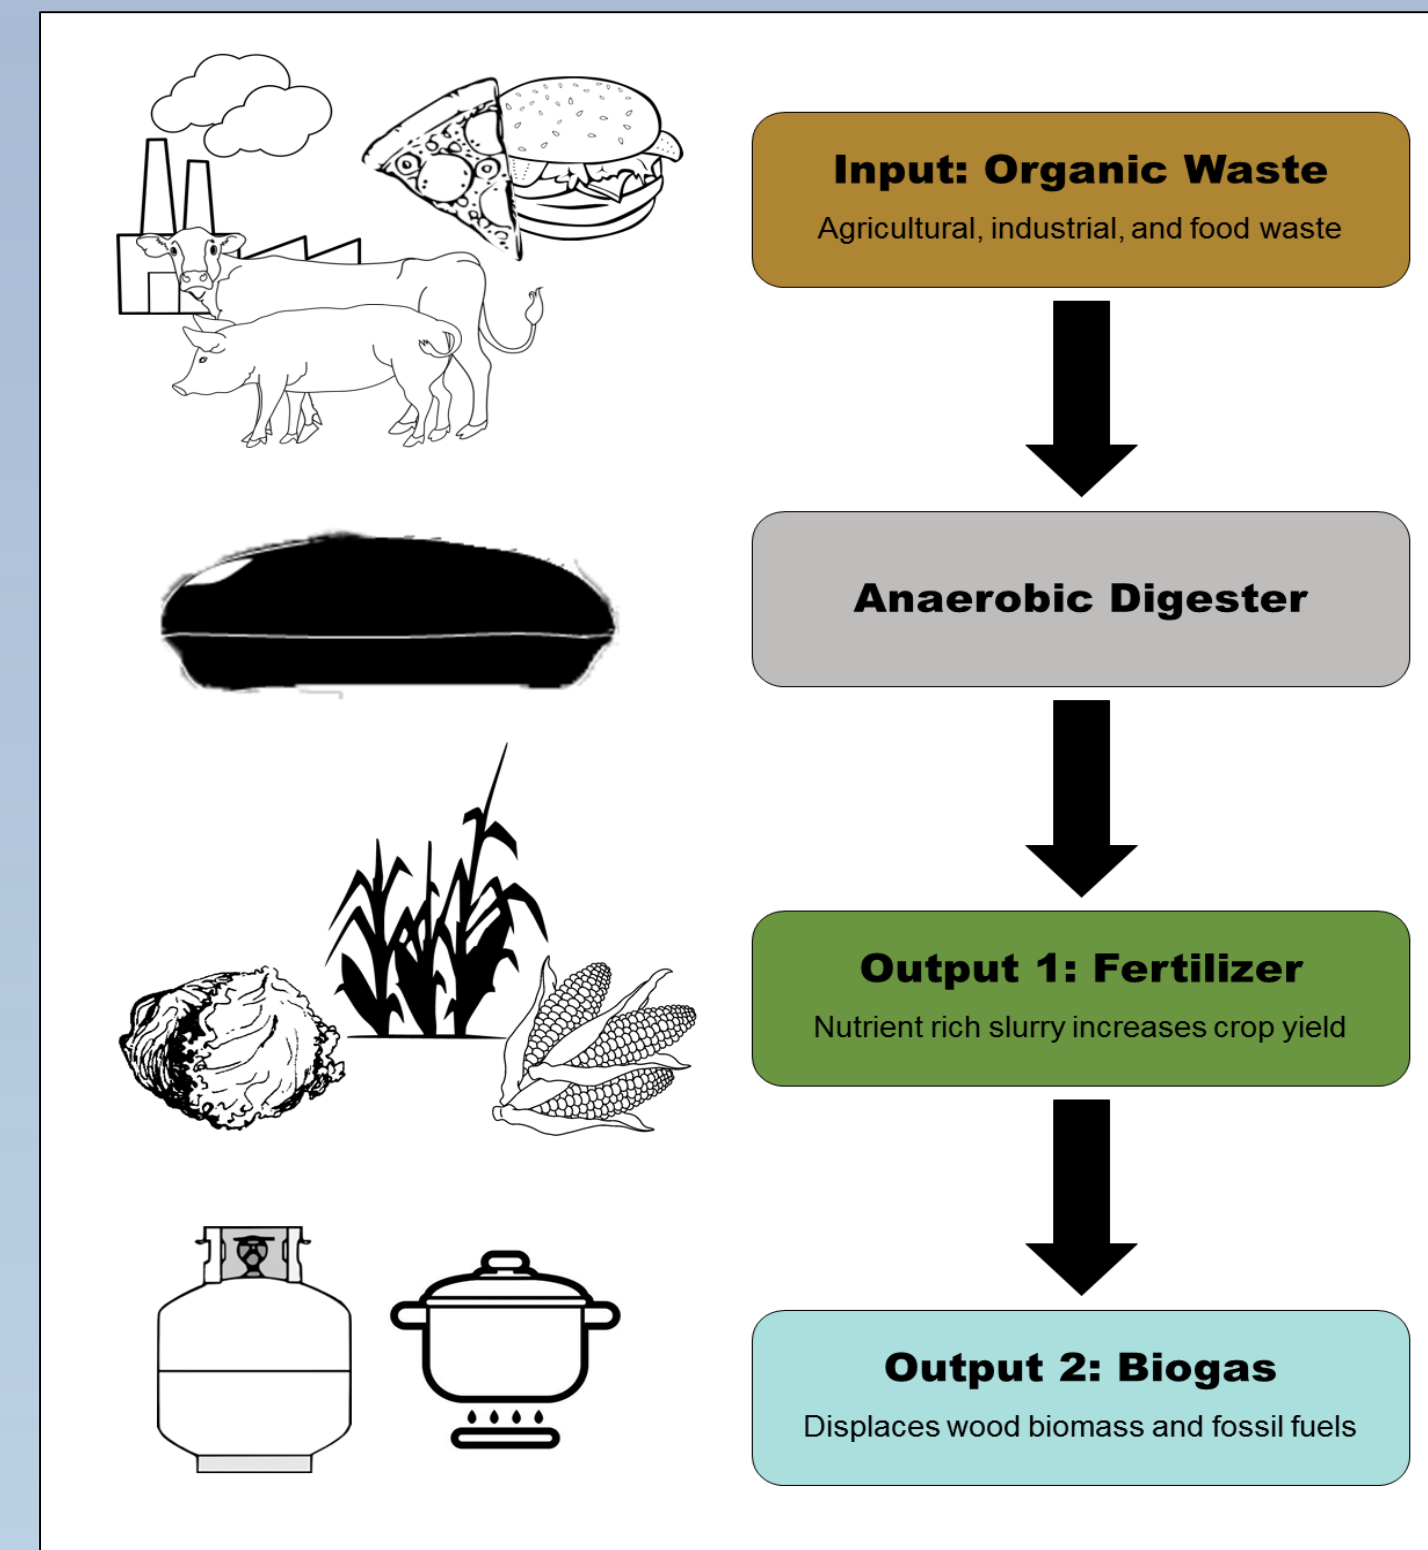 Input: Organic Waste
Agricultural, industrial, and food waste
Anaerobic Digester
Output 1: Fertilizer
Nutrient rich slurry increases crop yield
Output 2: Biogas
Displaces wood biomass and fossil fuels